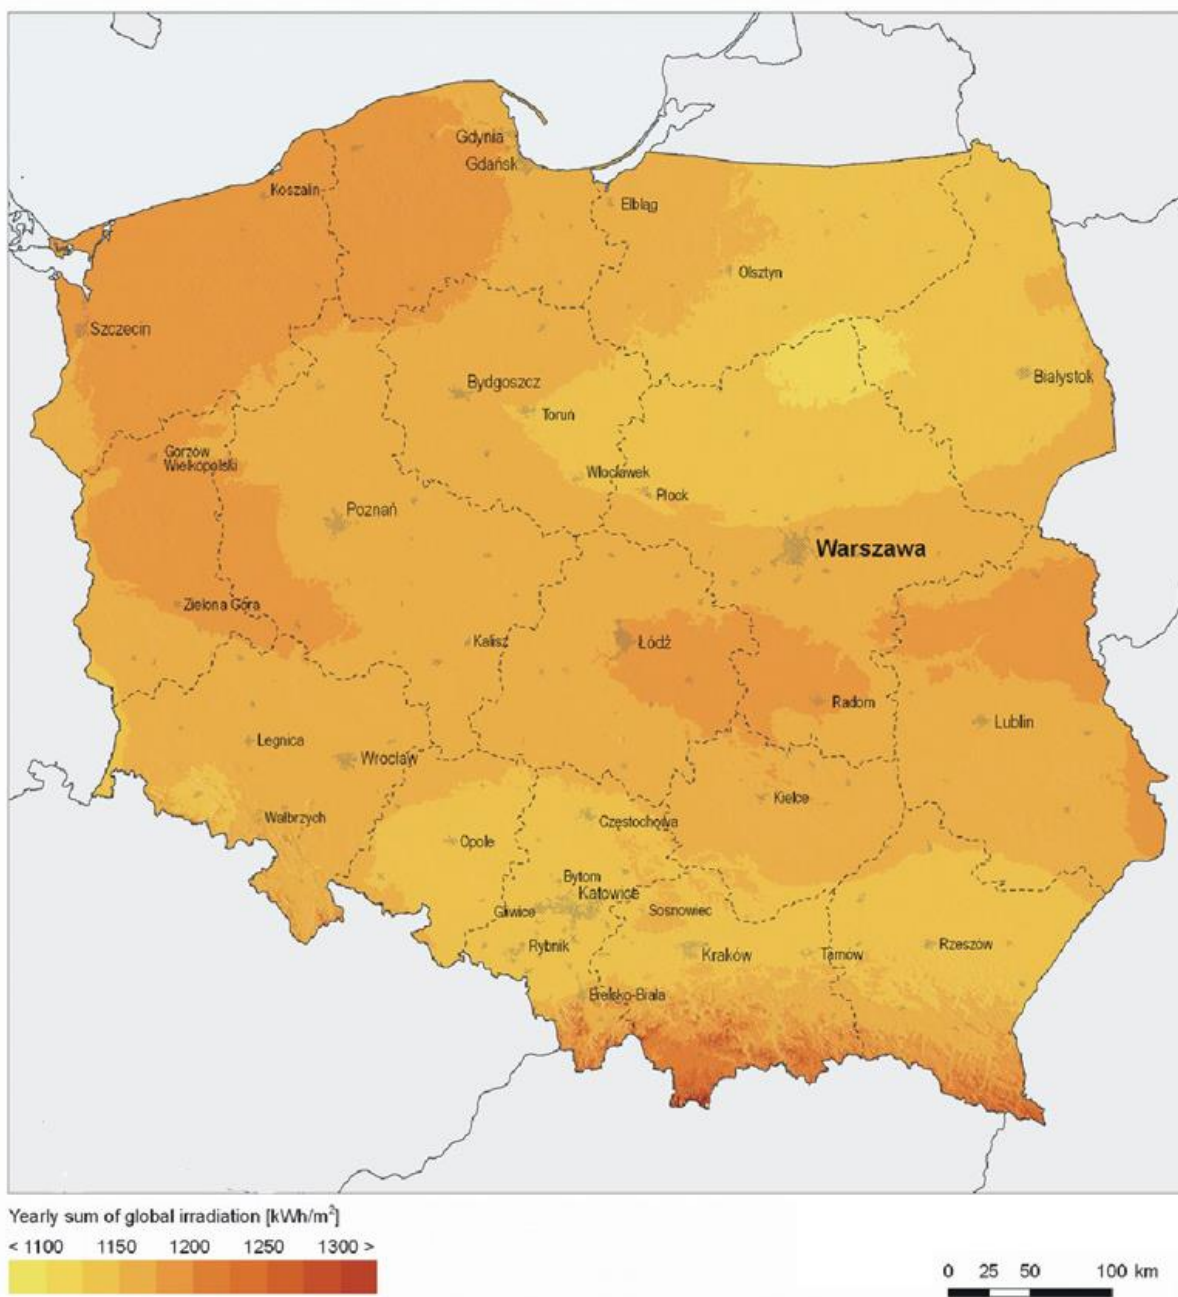 Gdynia
Gdańsk
Koszalin
Elbląg
Olsztyn
Szczecin
Białystok
Bydgoszcz
Toruń
Gorzów
Wielkopolski
Włocławek
Płock
Poznań
Warszawa
Zielona Góra
Kalisz
Łódź
Radom
Lublin
Legnica
Wrocław
Kielce
Wałbrzych
Częstochowa
Opole
Bytom
Katowice
Gliwice
Sosnowiec
Rybnik
Kraków
Tarnów
Rzeszów
Bielsko-Biała
Yearly sum of global irradiation [kWh/m²]
< 1100 1150 1200 1250 1300 >
0 25 50 100 km